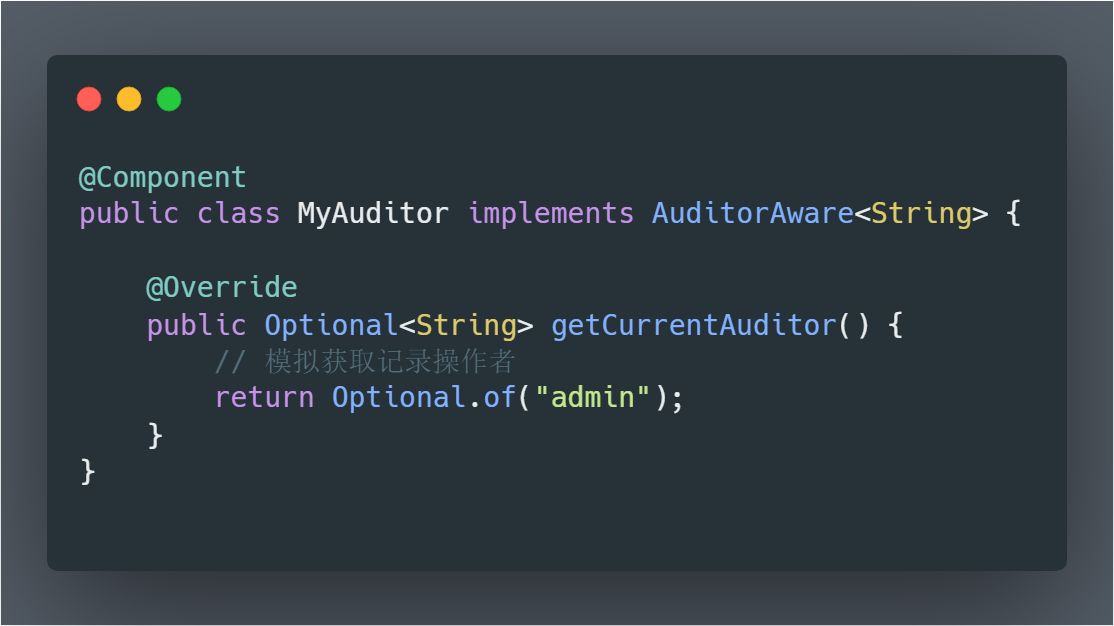 @Component
public class MyAuditor implements AuditorAware<String> {
@Override
public Optional<String> getCurrentAuditor() {
// 模拟获取记录操作者
return Optional.of("admin");
}
}